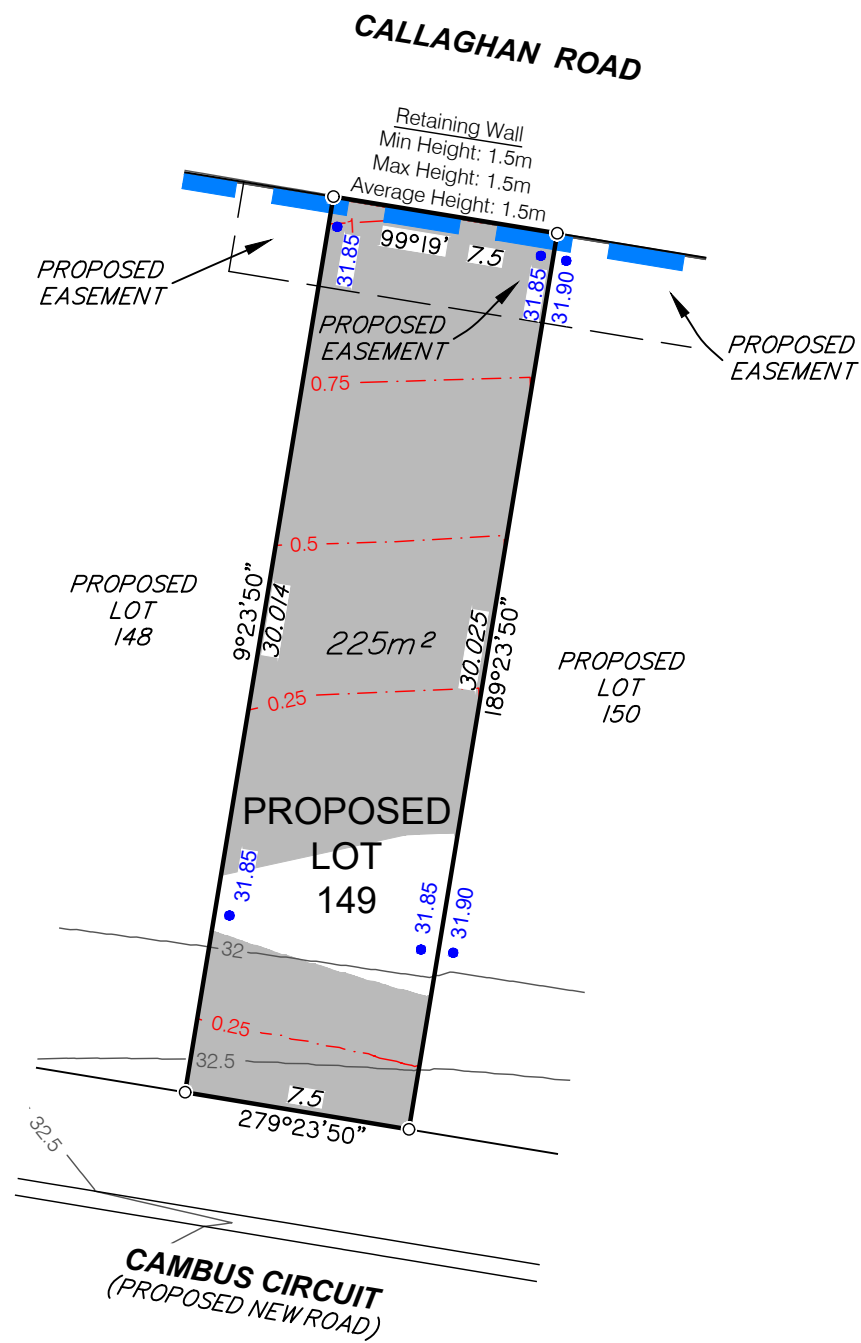 CALLAGHAN ROAD
Retaining Wall
Min Height: 1.5m
Max Height: 1.5m
Average Height: 1.5m
1
99°19'
7.5
31.85
31.85
31.90
PROPOSED
EASEMENT
PROPOSED
EASEMENT
PROPOSED
EASEMENT
0.75
0.5
PROPOSED
LOT
148
9°23'50"
30.014
225m²
30.025
189°23'50"
PROPOSED
LOT
150
0.25
PROPOSED
LOT
149
31.85
31.85
31.90
32
0.25
32.5
7.5
279°23'50"
32.5
CAMBUS CIRCUIT
(PROPOSED NEW ROAD)